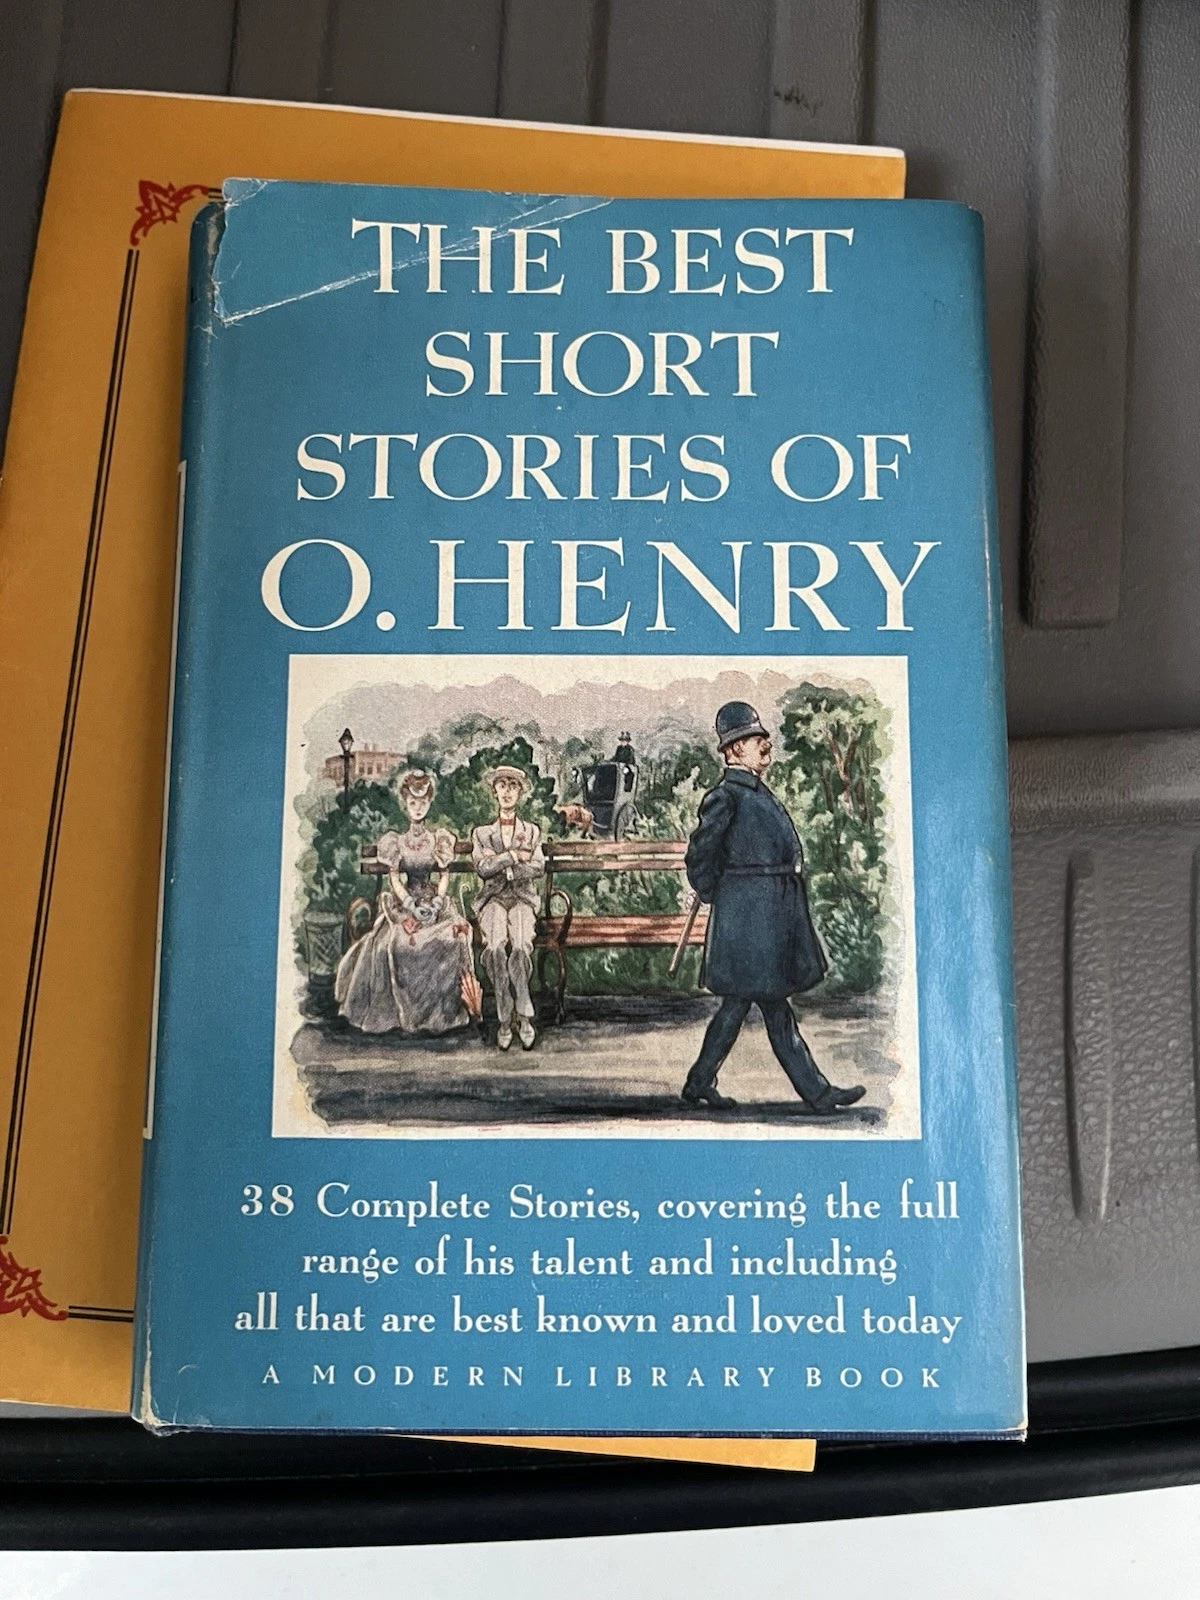 THE BEST
SHORT
STORIES OF
O. HENRY
38 Complete Stories, covering the full
range of his talent and including
all that are best known and loved today
A MODERN LIBRARY BOOK